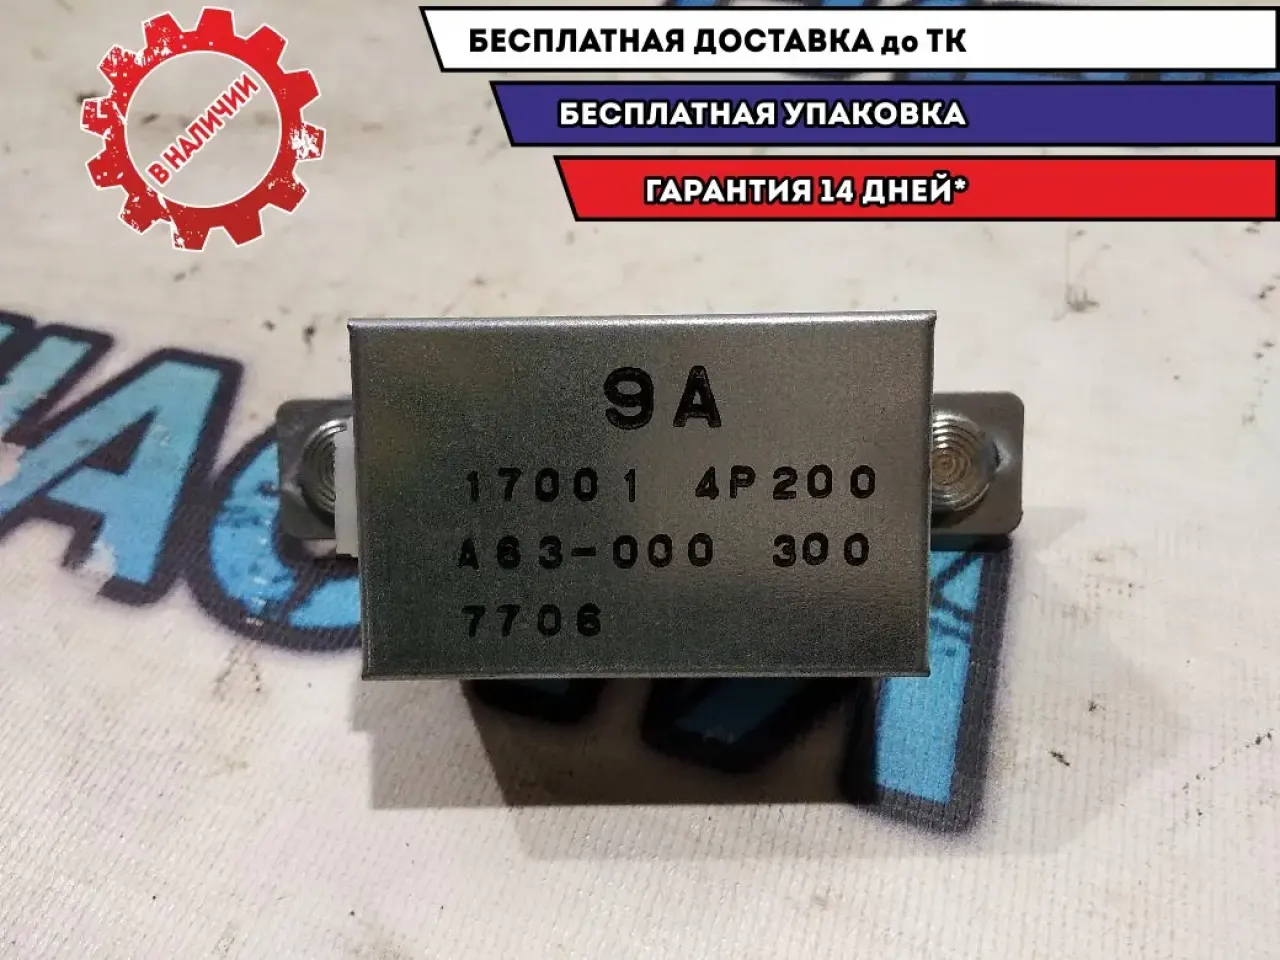 В НАЛИЧИИ
БЕСПЛАТНАЯ ДОСТАВКА до ТК
БЕСПЛАТНАЯ УПАКОВКА
ГАРАНТИЯ 14 ДНЕЙ*
9A
17001 4P200
A63-000 300
7706